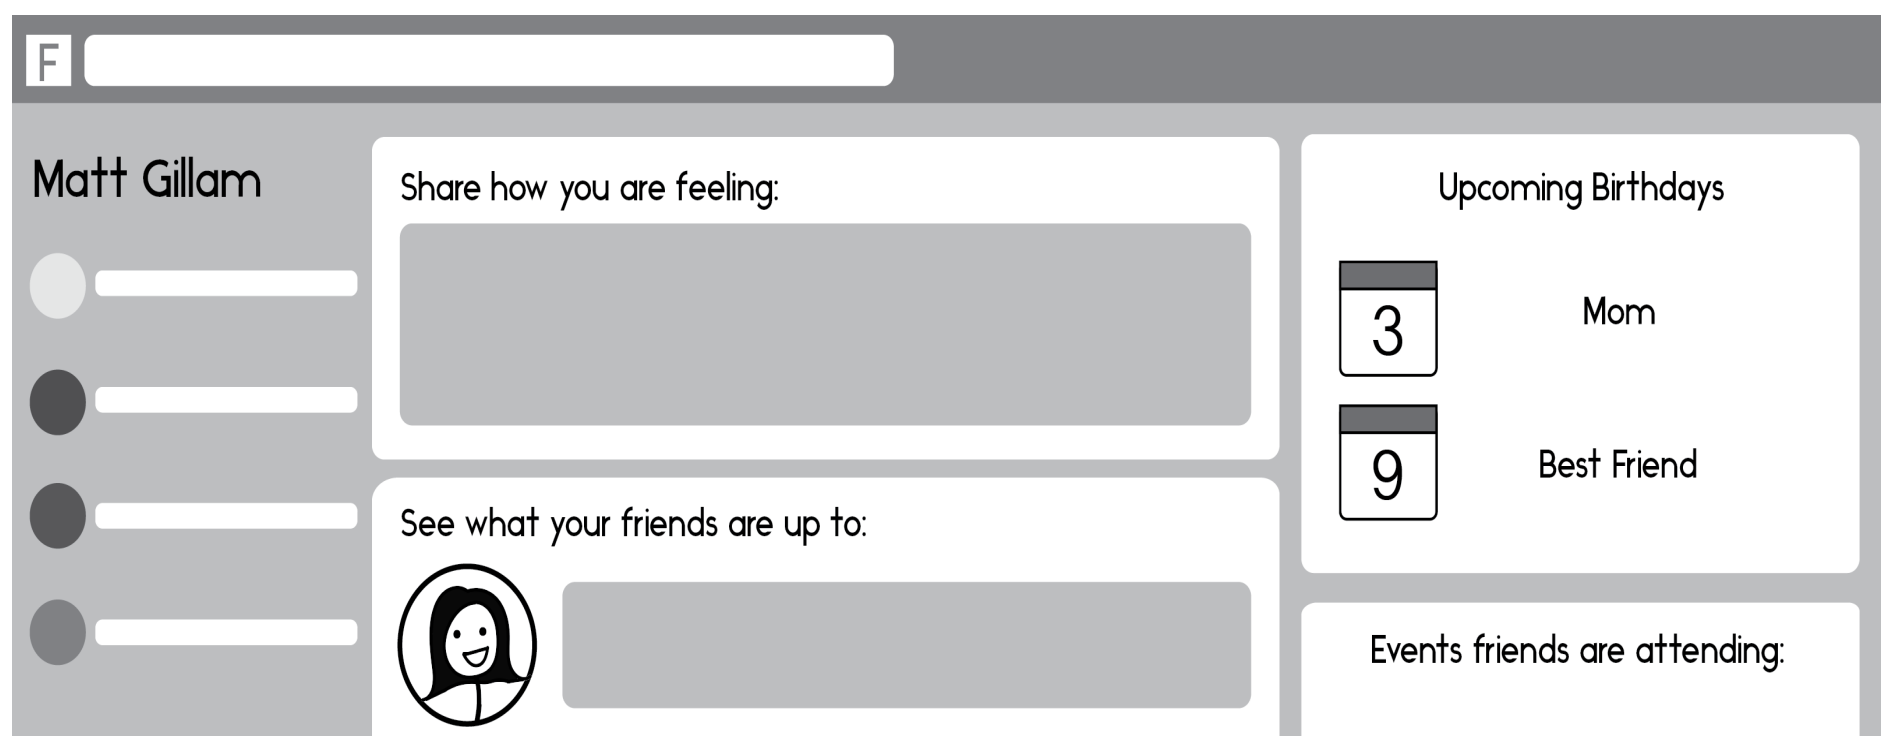 F
Matt Gillam
Share how you are feeling:
See what your friends are up to:
Upcoming Birthdays
3
Mom
9
Best Friend
Events friends are attending: